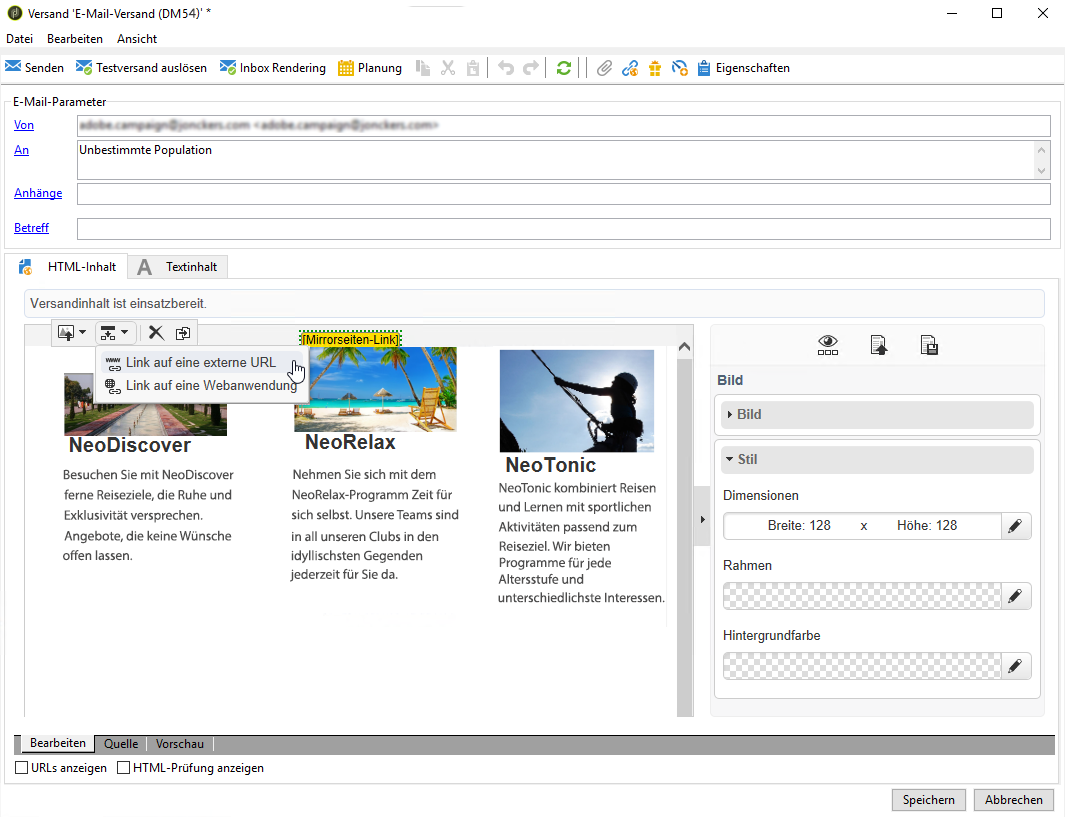 Versand 'E-Mail-Versand (DM54)' *
Datei Bearbeiten Ansicht
Senden Testversand auslösen Inbox Rendering Planung Eigenschaften
E-Mail-Parameter
Von
An Unbestimmte Population
Anhänge
Betreff
HTML-Inhalt Textinhalt
Versandinhalt ist einsatzbereit.
[Mirrorseiten-Link]
Link auf eine externe URL
Link auf eine Webanwendung
NeoDiscover
Besuchen Sie mit NeoDiscover
ferne Reiseziele, die Ruhe und
Exklusivität versprechen.
Angebote, die keine Wünsche
offen lassen.
NeoRelax
Nehmen Sie sich mit dem
NeoRelax-Programm Zeit für
sich selbst. Unsere Teams sind
in all unseren Clubs in den
idyllischsten Gegenden
jederzeit für Sie da.
NeoTonic
NeoTonic kombiniert Reisen
und Lernen mit sportlichen
Aktivitäten passend zum
Reiseziel. Wir bieten
Programme für jede
Altersstufe und
unterschiedlichste Interessen.
Bild
Bild
Stil
Dimensionen
Breite: 128 x Höhe: 128
Rahmen
Hintergrundfarbe
Bearbeiten Quelle Vorschau
URLs anzeigen HTML-Prüfung anzeigen
Speichern Abbrechen